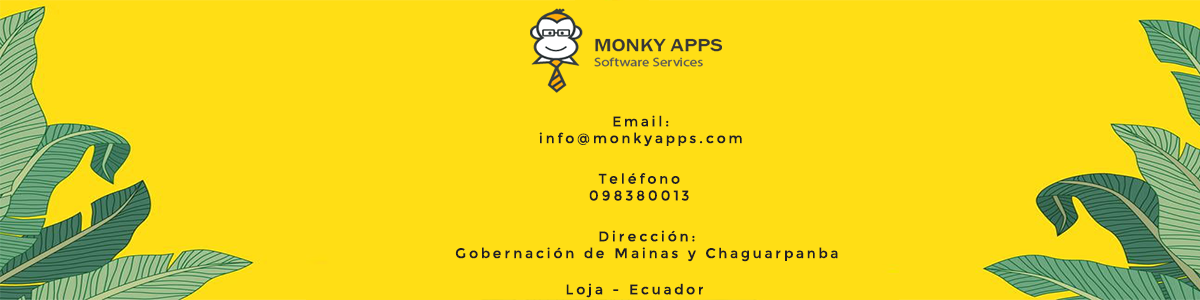 MONKY APPS
Software Services
Email:
info@monkyapps.com
Teléfono
098380013
Dirección:
Gobernación de Mainas y Chaguarpanba
Loja - Ecuador